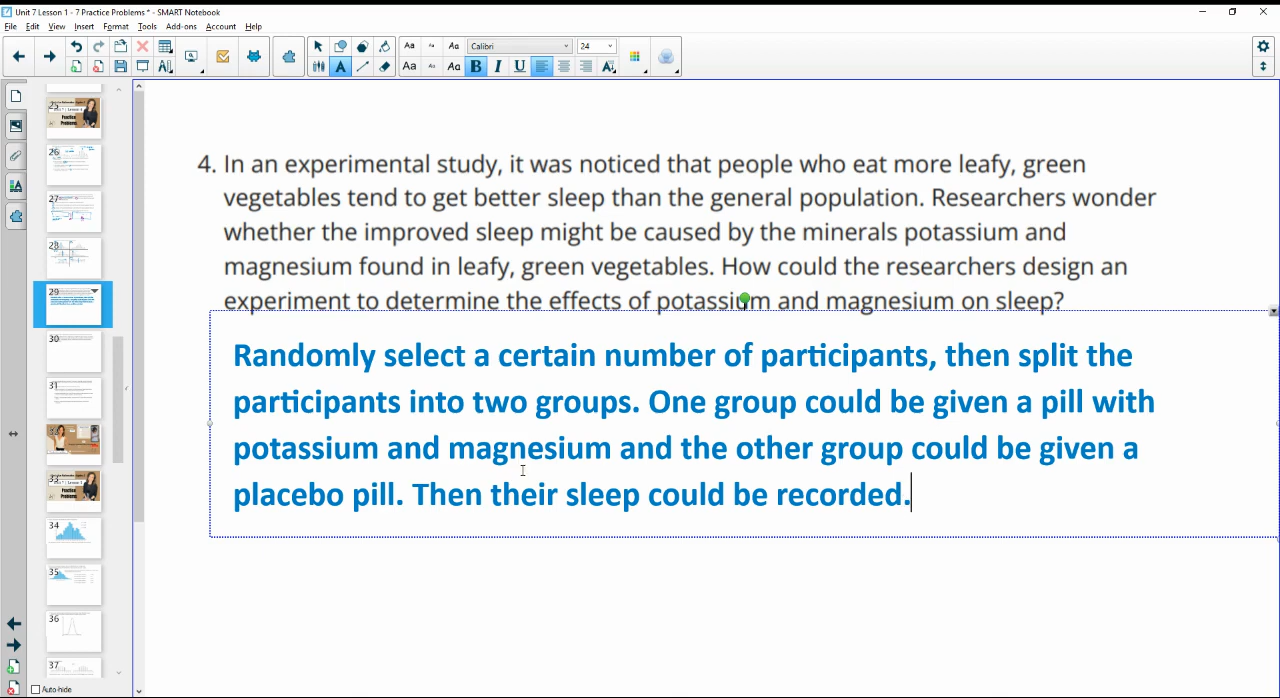 Unit 7 Lesson 1 - 7 Practice Problems * - SMART Notebook
File Edit View Insert Format Tools Add-ons Account Help
Calibri 24
4. In an experimental study, it was noticed that people who eat more leafy, green
vegetables tend to get better sleep than the general population. Researchers wonder
whether the improved sleep might be caused by the minerals potassium and
magnesium found in leafy, green vegetables. How could the researchers design an
experiment to determine the effects of potassium and magnesium on sleep?
Randomly select a certain number of participants, then split the
participants into two groups. One group could be given a pill with
potassium and magnesium and the other group could be given a
placebo pill. Then their sleep could be recorded.
25
26
27
28
29
30
31
32
33
34
35
36
37
Auto-hide